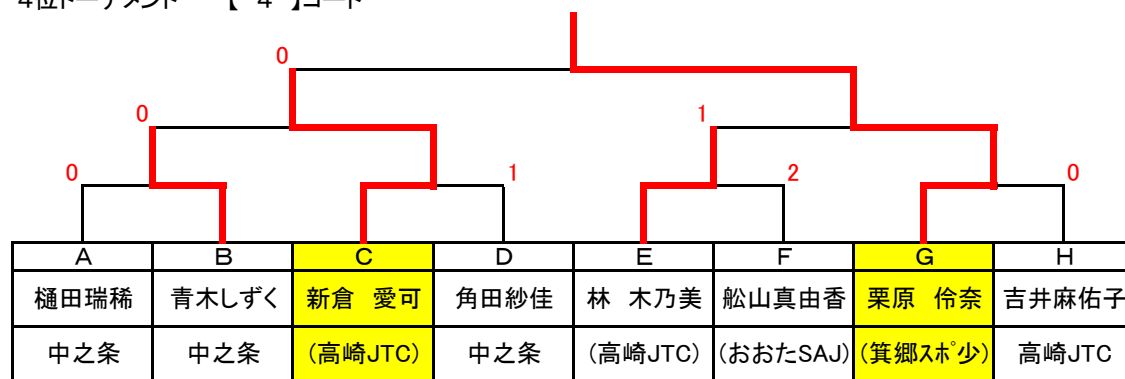 4位トーナメント 【 4 】コート
0
0 1
0 1 2 0
A B C D E F G H
樋田瑞稀 青木しずく 新倉 愛可 角田紗佳 林 木乃美 舩山真由香 栗原 伶奈 吉井麻佑子
中之条 中之条 (高崎JTC) 中之条 (高崎JTC) (おおたSAJ) (箕郷スポ少) 高崎JTC